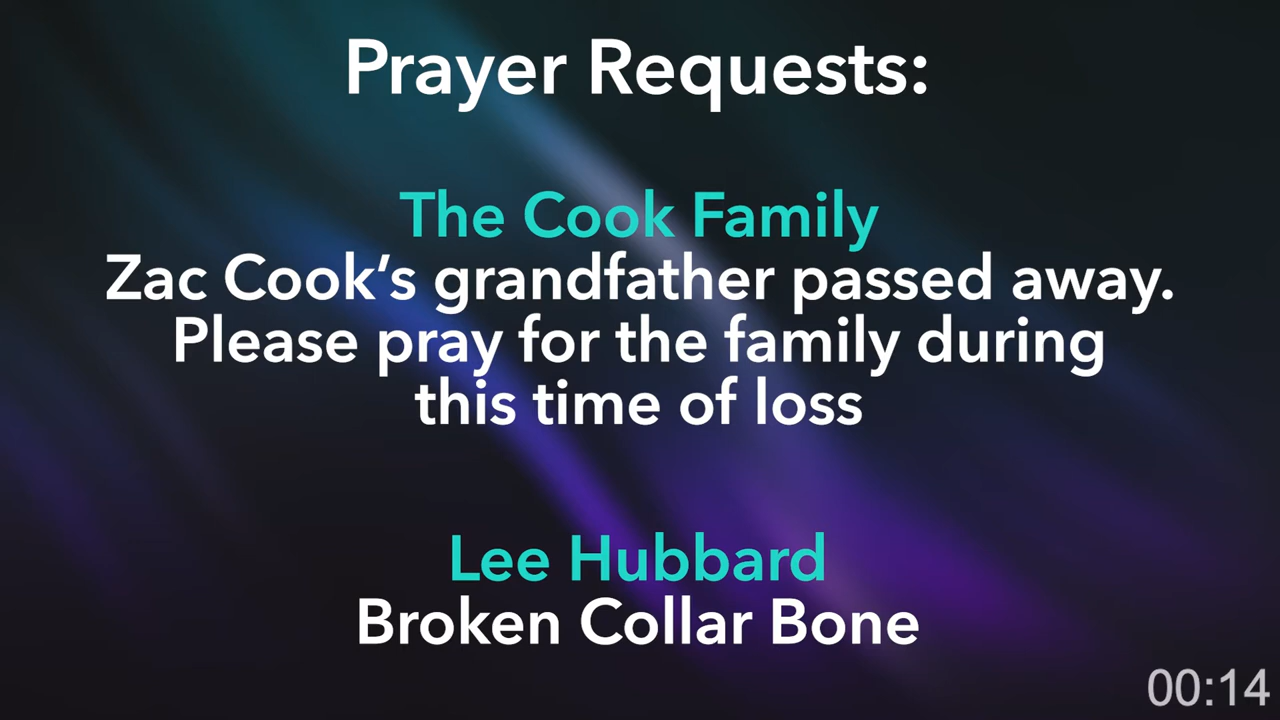 Prayer Requests:
The Cook Family
Zac Cook’s grandfather passed away.
Please pray for the family during
this time of loss
Lee Hubbard
Broken Collar Bone
00:14